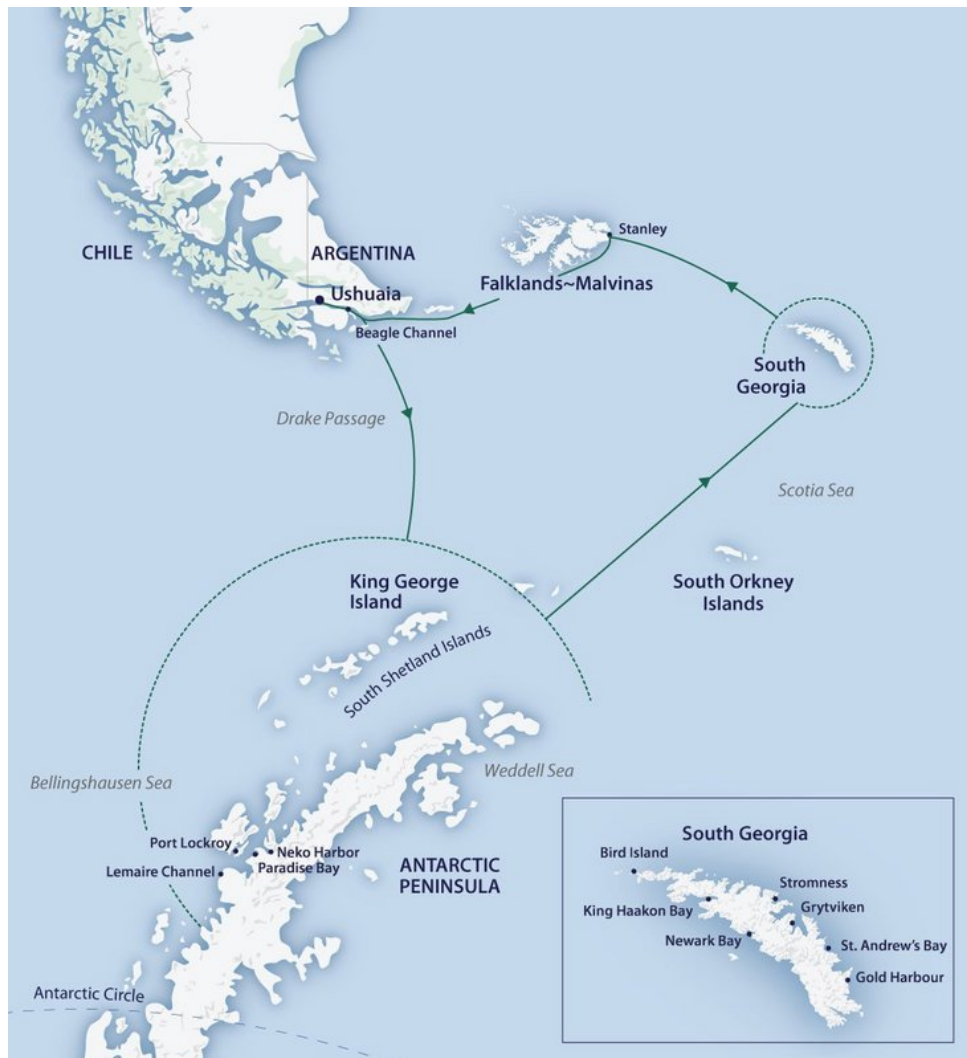 Stanley
CHILE
ARGENTINA
Falklands~Malvinas
Ushuaia
Beagle Channel
South
Georgia
Drake Passage
Scotia Sea
King George
Island
South Orkney
Islands
South Shetland Islands
Bellingshausen Sea
Weddell Sea
Port Lockroy
Neko Harbor
Paradise Bay
Lemaire Channel
ANTARCTIC
PENINSULA
Antarctic Circle
South Georgia
Bird Island
Stromness
King Haakon Bay
Grytviken
Newark Bay
St. Andrew's Bay
Gold Harbour